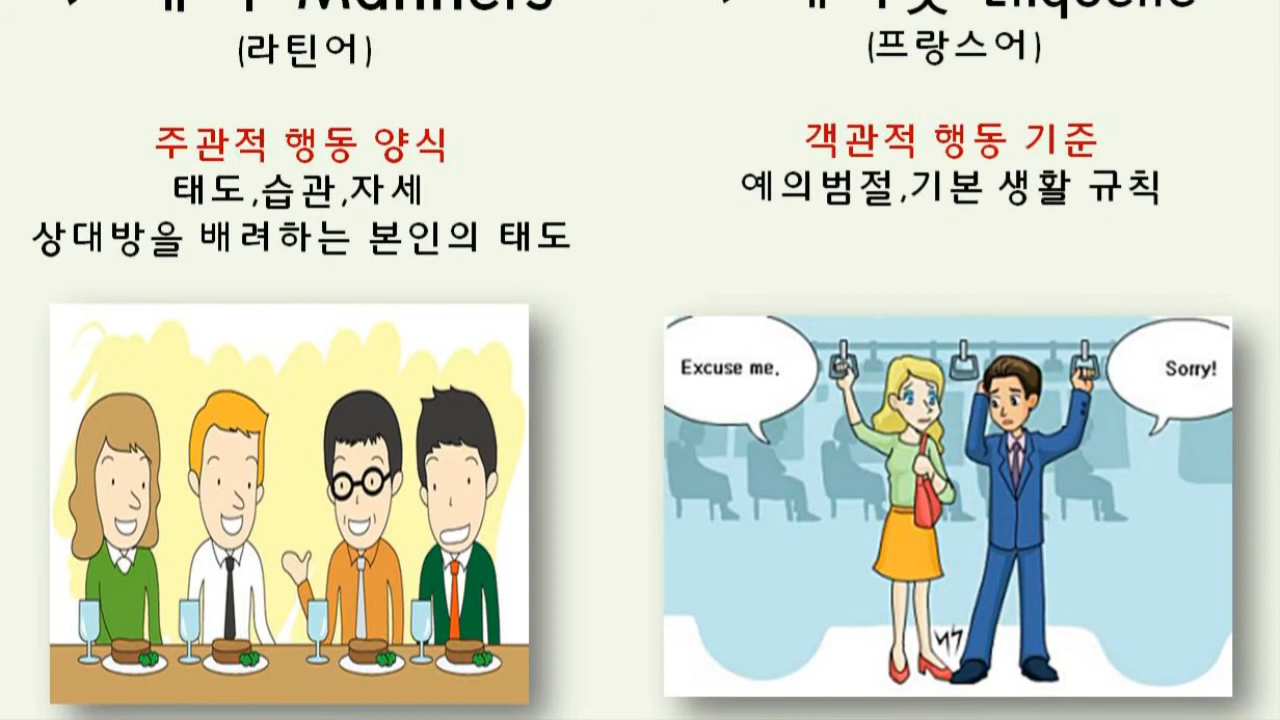 Manners
(라틴어)
주관적 행동 양식
태도,습관,자세
상대방을 배려하는 본인의 태도
Etiquette
(프랑스어)
객관적 행동 기준
예의범절,기본 생활 규칙
Excuse me.
Sorry!